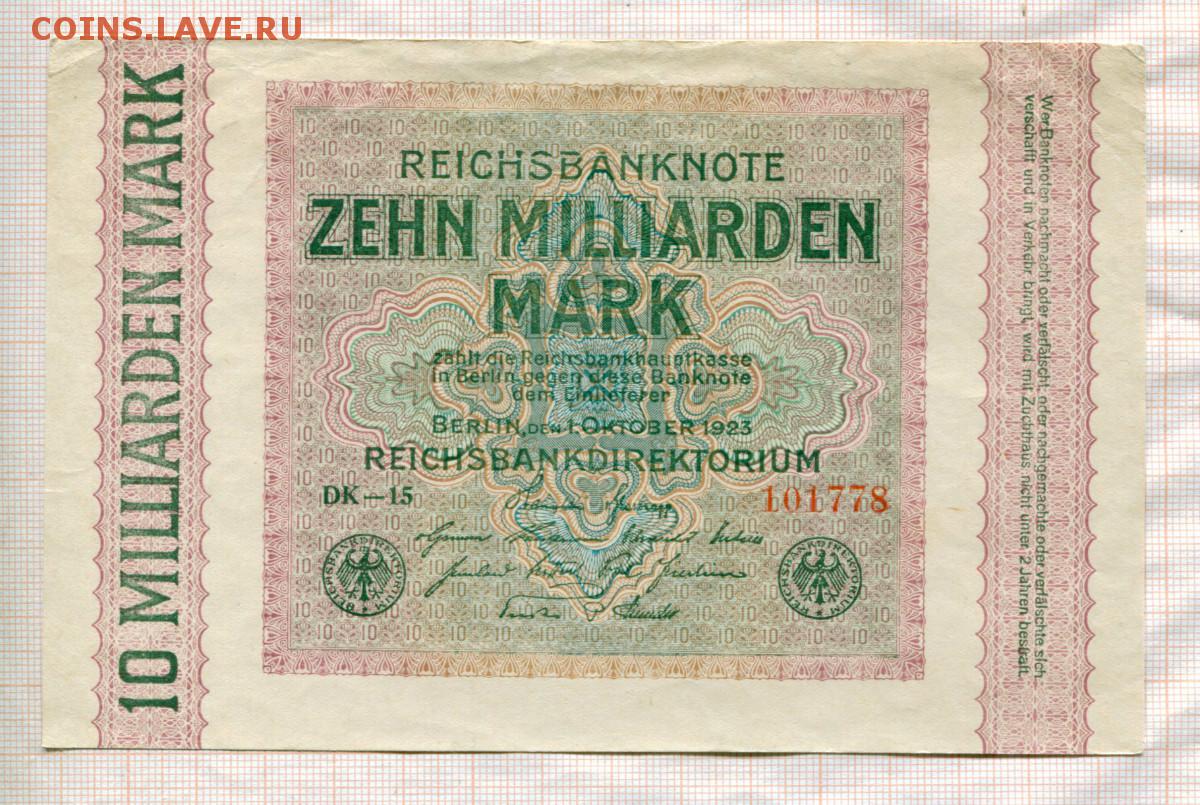 COINS.LAVE.RU
10 MILLIARDEN MARK
REICHSBANKNOTE
ZEHN MILLIARDEN
MARK
zahlt die Reichsbankhauptkasse
in Berlin gegen diese Banknote
dem Einlieferer
BERLIN, DEN 1. OKTOBER 1923
REICHSBANKDIREKTORIUM
DK—15
101778
REICHSBANKDIREKTORIUM
REICHSBANKDIREKTORIUM
Wer Banknoten nachmacht oder verfälscht, oder nachgemachte oder verfälschte sich
verschafft und in Verkehr bringt, wird mit Zuchthaus nicht unter 2 Jahren bestraft.